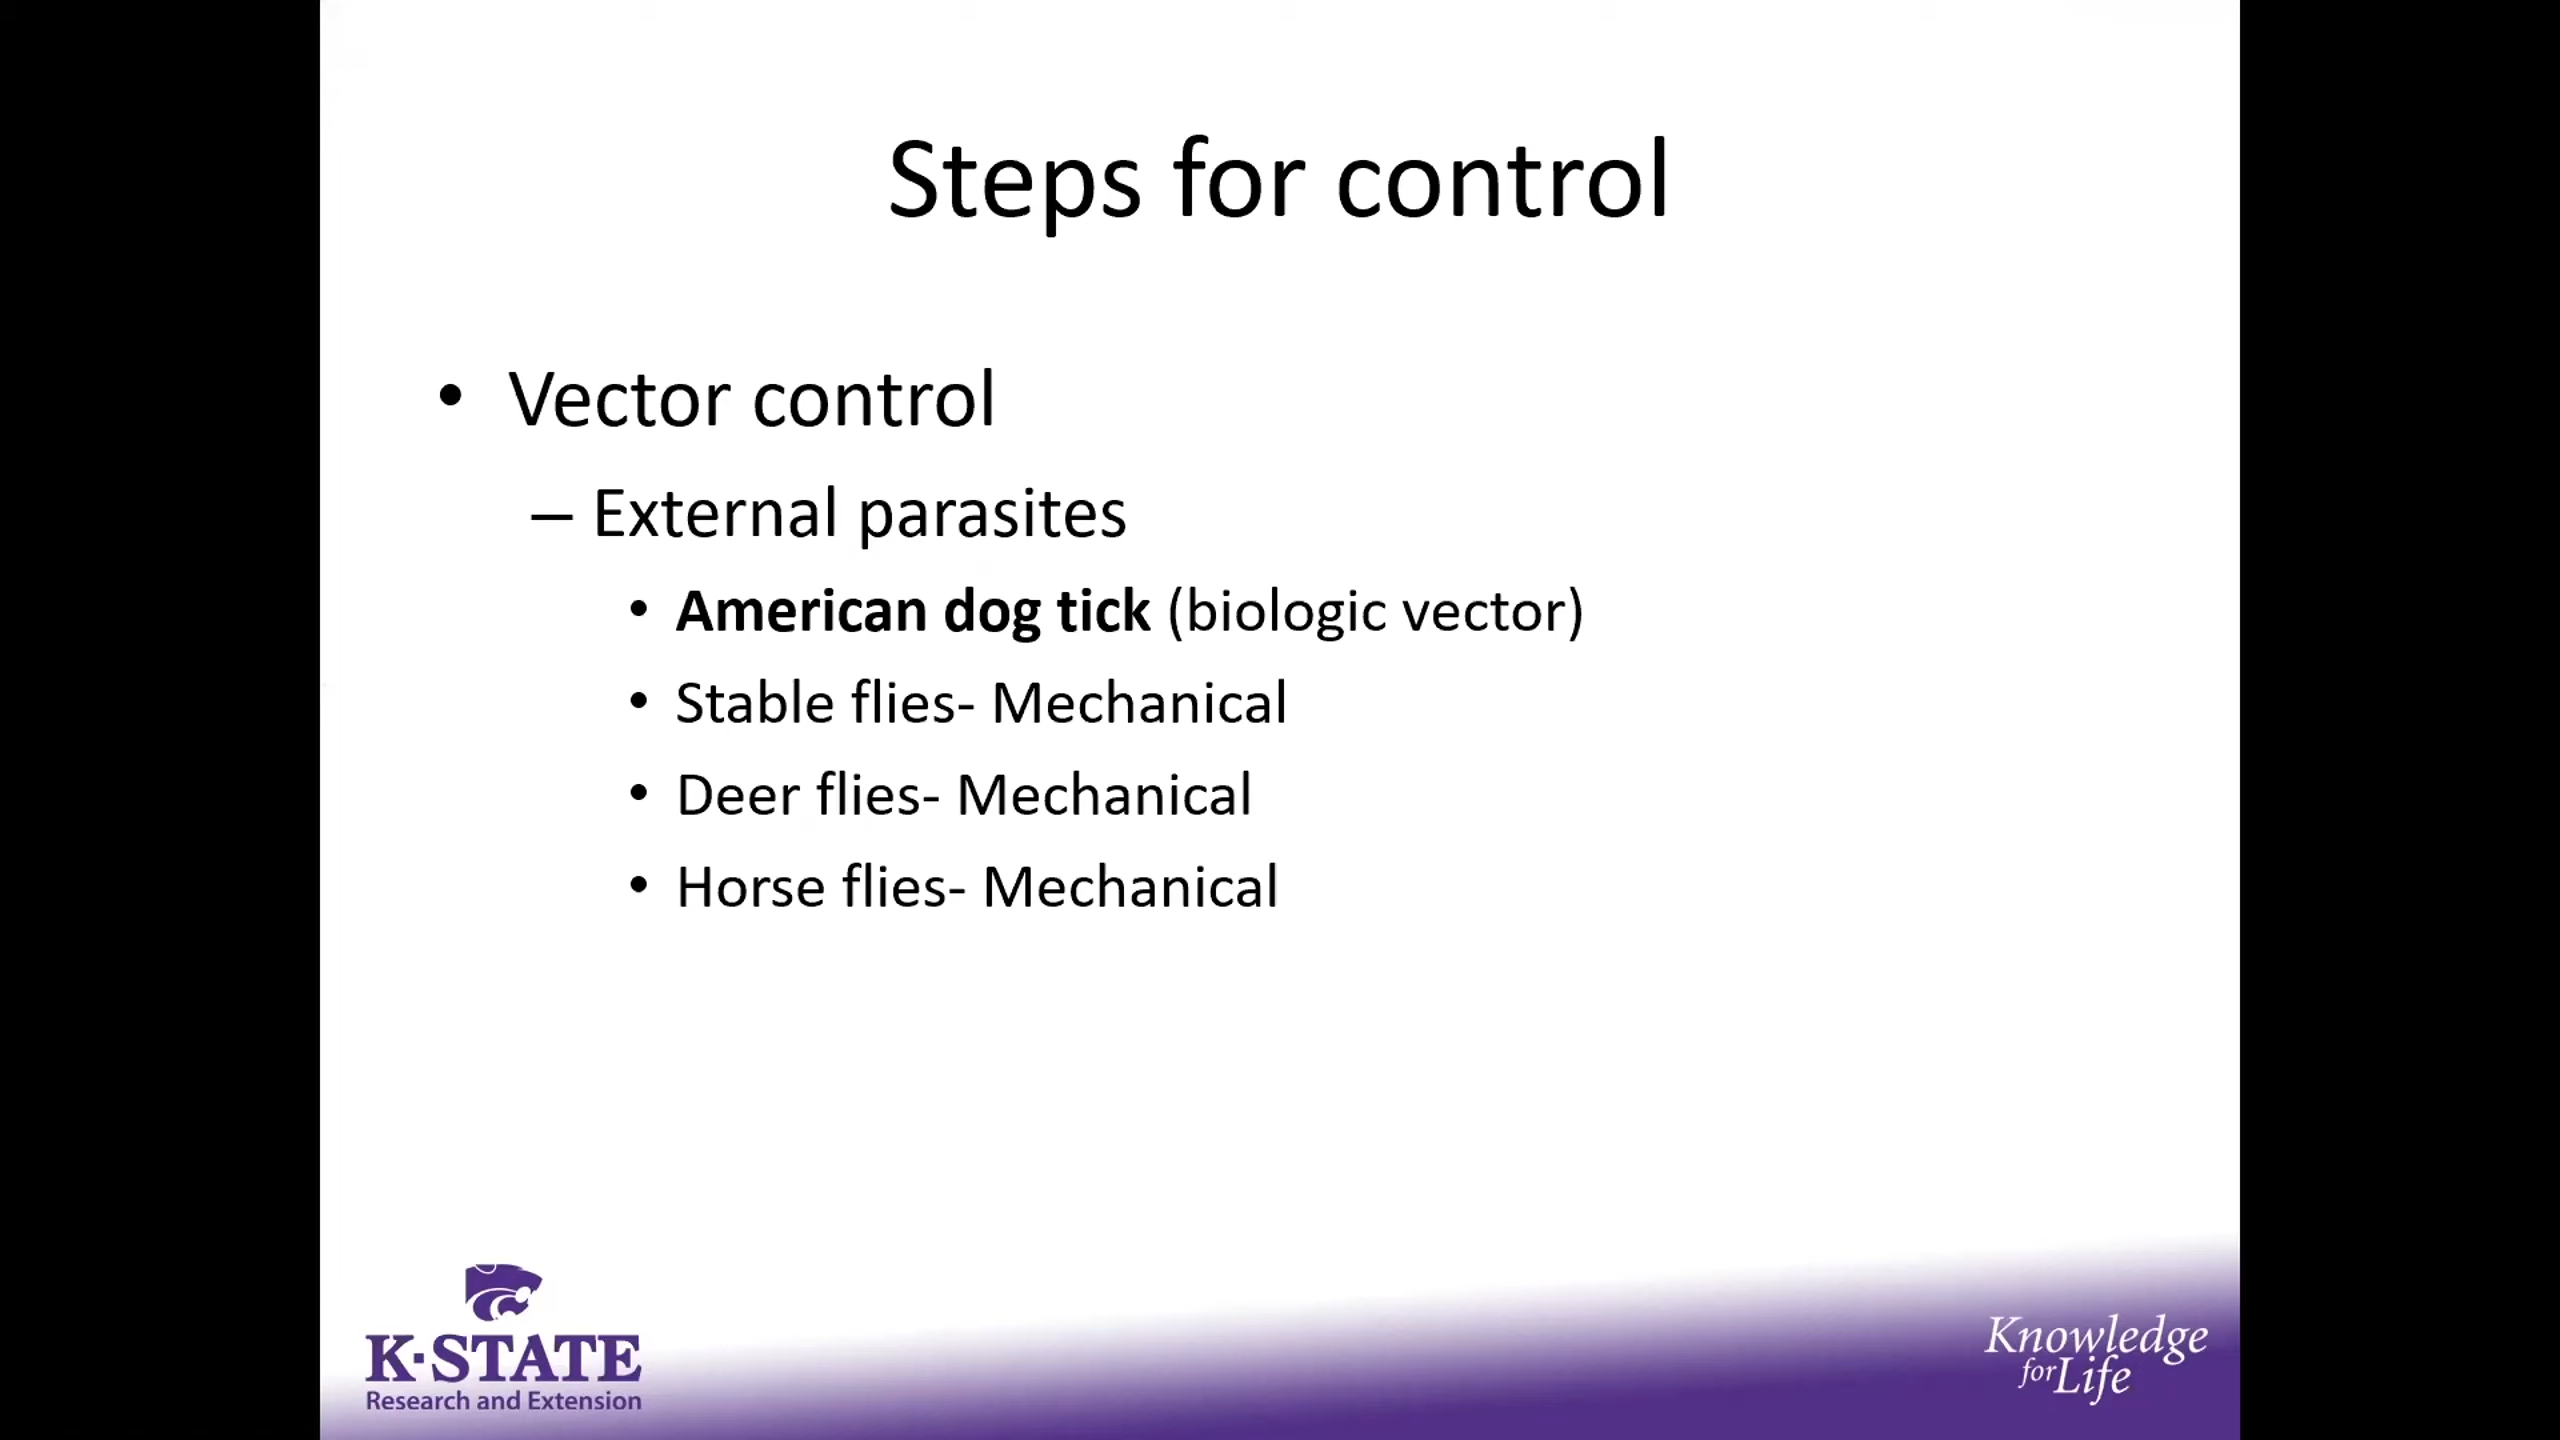 Steps for control
• Vector control
– External parasites
• American dog tick (biologic vector)
• Stable flies- Mechanical
• Deer flies- Mechanical
• Horse flies- Mechanical
K·STATE
Research and Extension
Knowledge
for Life